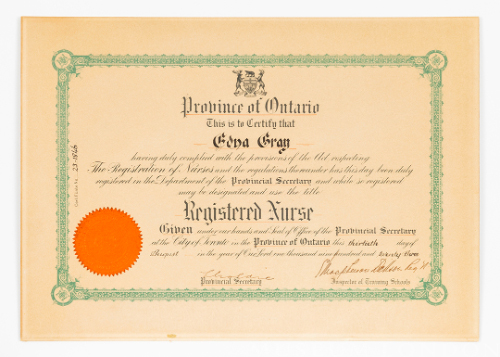 Province of Ontario
This is to Certify that
Edna Gray
having duly complied with the provisions of the Act respecting
The Registration of Nurses and the regulations thereunder has this day been duly
registered in the Department of the Provincial Secretary and while so registered
may be designated and use the title
Registered Nurse
Given under our hands and Seal of Office of the Provincial Secretary
at the City of Toronto in the Province of Ontario this thirtieth day of
August in the year of Our Lord one thousand nine hundred and twenty two
Provincial Secretary
Inspector of Training Schools
Certificate No. 23-1846